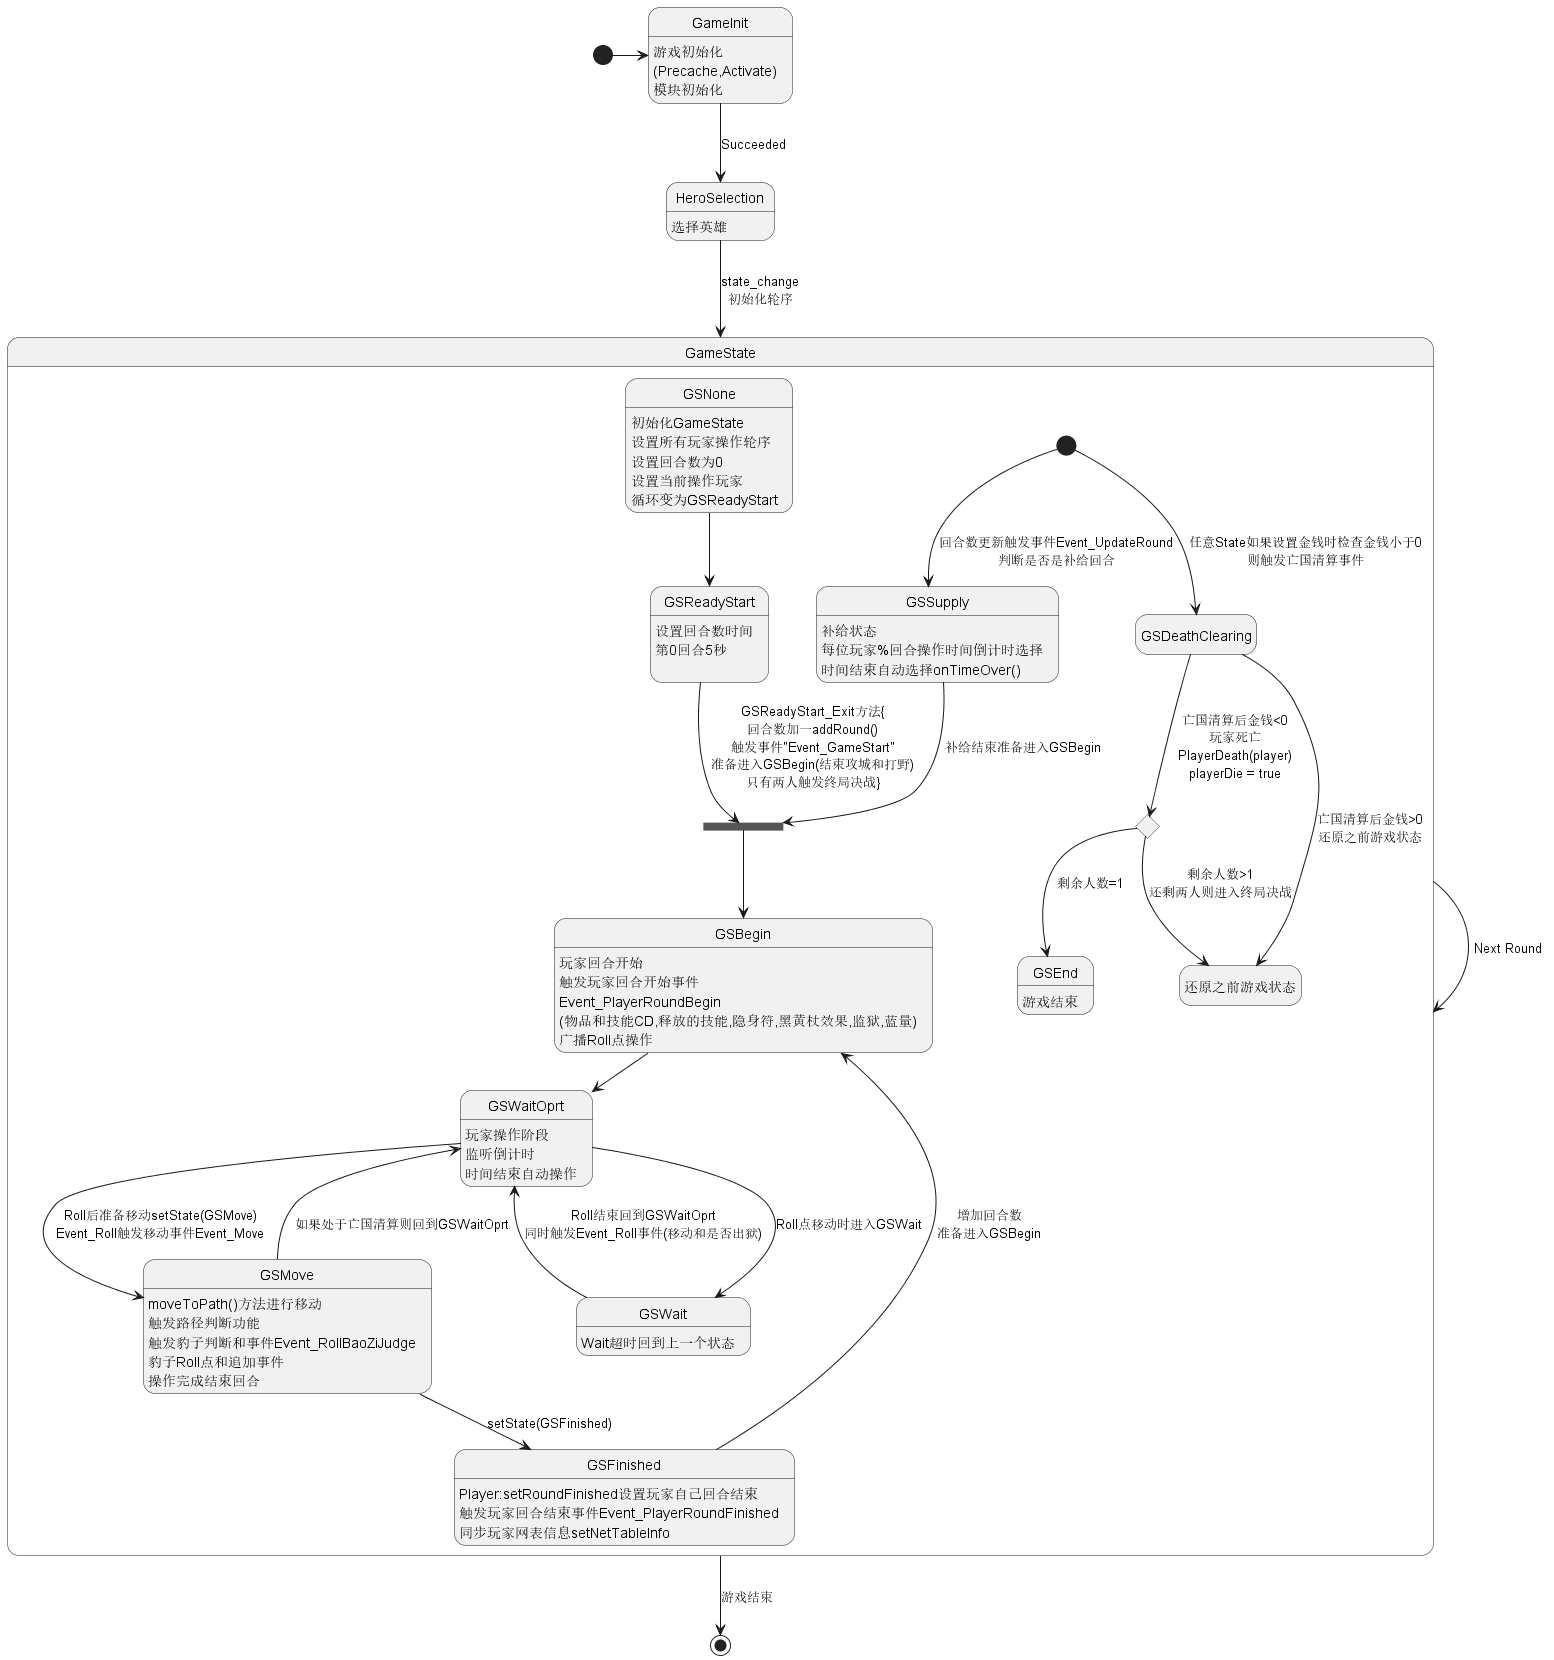 GameInit
游戏初始化
(Precache,Activate)
模块初始化
Succeeded
HeroSelection
选择英雄
state_change
初始化轮序
GameState
GSNone
初始化GameState
设置所有玩家操作轮序
设置回合数为0
设置当前操作玩家
循环变为GSReadyStart
回合数更新触发事件Event_UpdateRound
判断是否是补给回合
任意State如果设置金钱时检查金钱小于0
则触发亡国清算事件
GSReadyStart
设置回合数时间
第0回合5秒
GSSupply
补给状态
每位玩家%回合操作时间倒计时选择
时间结束自动选择onTimeOver()
GSDeathClearing
GSReadyStart_Exit方法{
回合数加一addRound()
触发事件"Event_GameStart"
准备进入GSBegin(结束攻城和打野)
只有两人触发终局决战}
补给结束准备进入GSBegin
亡国清算后金钱<0
玩家死亡
PlayerDeath(player)
playerDie = true
亡国清算后金钱>0
还原之前游戏状态
剩余人数=1
剩余人数>1
还剩两人则进入终局决战
Next Round
GSBegin
玩家回合开始
触发玩家回合开始事件
Event_PlayerRoundBegin
(物品和技能CD,释放的技能,隐身符,黑黄杖效果,监狱,蓝量)
广播Roll点操作
GSEnd
游戏结束
还原之前游戏状态
GSWaitOprt
玩家操作阶段
监听倒计时
时间结束自动操作
Roll后准备移动setState(GSMove)
Event_Roll触发移动事件Event_Move
如果处于亡国清算则回到GSWaitOprt
Roll结束回到GSWaitOprt
同时触发Event_Roll事件(移动和是否出狱)
Roll点移动时进入GSWait
增加回合数
准备进入GSBegin
GSMove
moveToPath()方法进行移动
触发路径判断功能
触发豹子判断和事件Event_RollBaoZiJudge
豹子Roll点和追加事件
操作完成结束回合
GSWait
Wait超时回到上一个状态
setState(GSFinished)
GSFinished
Player:setRoundFinished设置玩家自己回合结束
触发玩家回合结束事件Event_PlayerRoundFinished
同步玩家网表信息setNetTableInfo
游戏结束